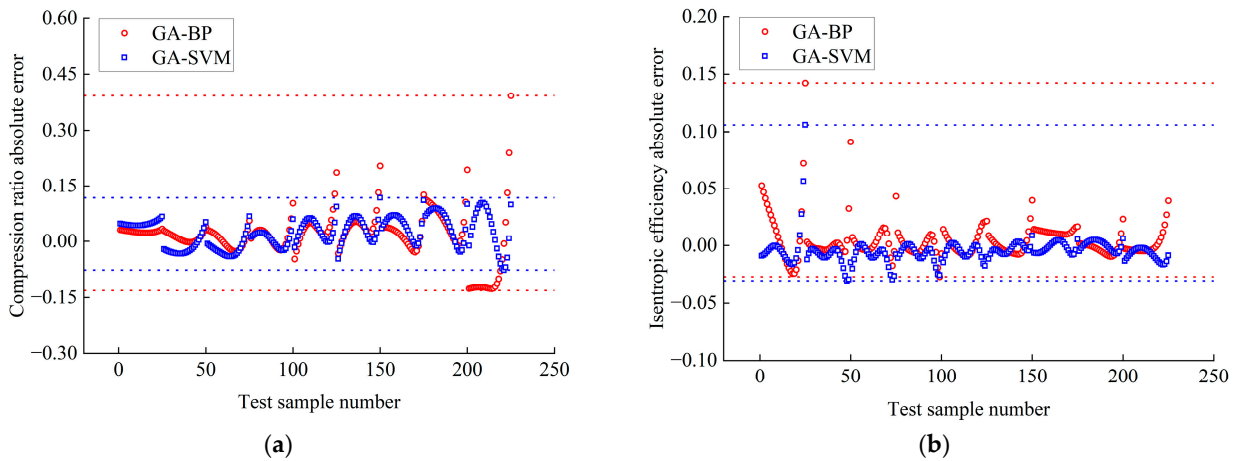 0.60
0.45
0.30
0.15
0.00
−0.15
−0.30
Compression ratio absolute error
GA-BP
GA-SVM
0 50 100 150 200 250
Test sample number
(a)
0.20
0.15
0.10
0.05
0.00
−0.05
−0.10
Isentropic efficiency absolute error
GA-BP
GA-SVM
0 50 100 150 200 250
Test sample number
(b)